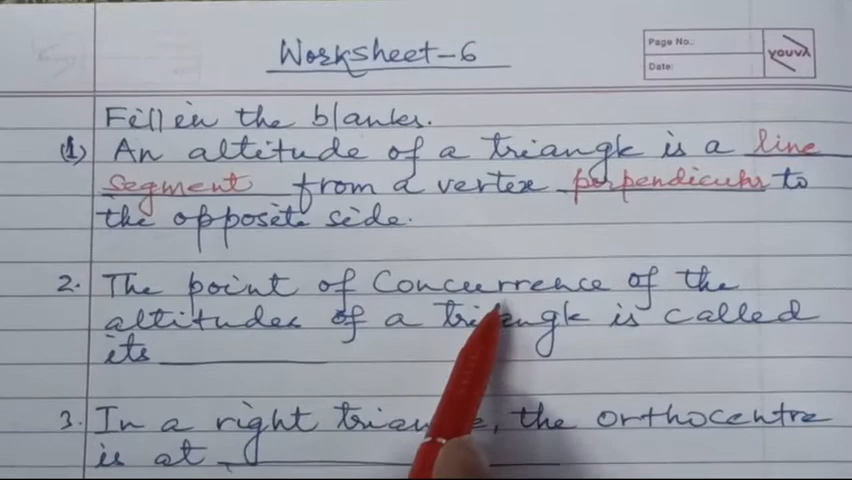 Worksheet-6
Page No.:
Date:
youva
Fill in the blanks.
(1) An altitude of a triangle is a line
segment from a vertex perpendicular to
the opposite side.
2. The point of Concurrence of the
altitudes of a triangle is called
its ____________
3. In a right triangle, the orthocentre
is at ____________